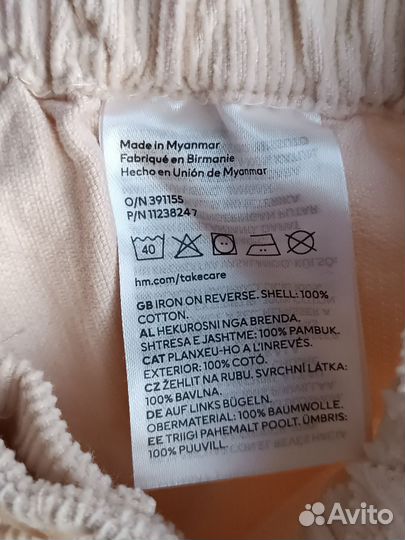 Made in Myanmar
Fabriqué en Birmanie
Hecho en Unión de Myanmar
O/N 391155
P/N 11238247
40
hm.com/takecare
GB IRON ON REVERSE. SHELL: 100%
COTTON.
AL HEKUROSNI NGA BRENDA.
SHTRESA E JASHTME: 100% PAMBUK.
CAT PLANXEU-HO A L'INREVÉS.
EXTERIOR: 100% COTÓ.
CZ ŽEHLIT NA RUBU. SVRCHNÍ LÁTKA:
100% BAVLNA.
DE AUF LINKS BÜGELN.
OBERMATERIAL: 100% BAUMWOLLE.
EE TRIIGI PAHEMALT POOLT. ÜMBRIS:
100% PUUVILL.
Avito